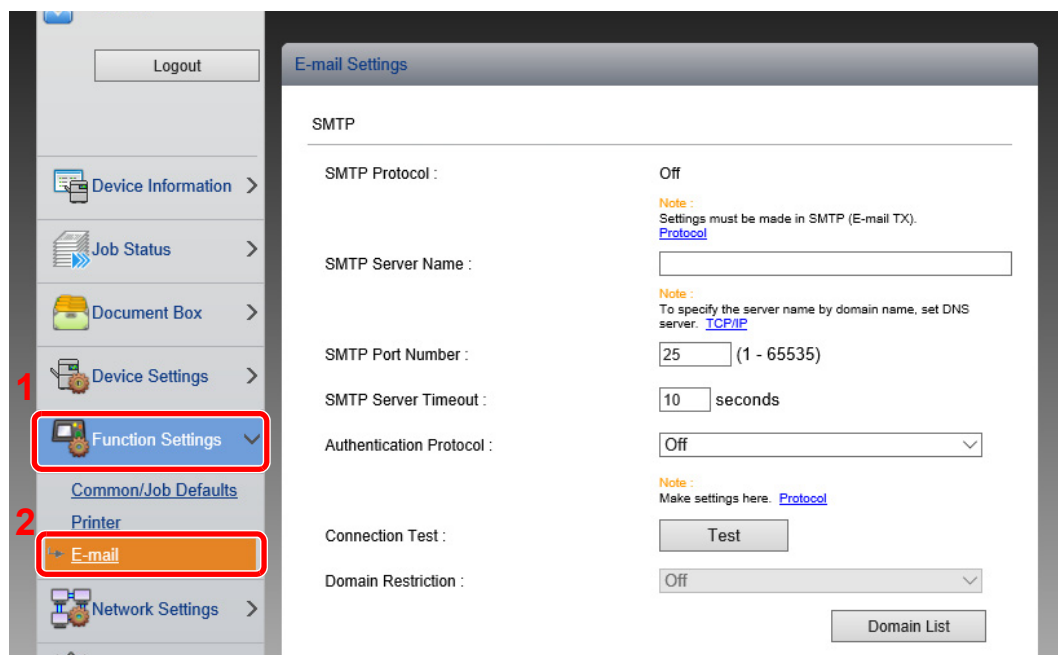 Logout
Device Information
Job Status
Document Box
Device Settings
1
Function Settings
Common/Job Defaults
2
Printer
E-mail
Network Settings
E-mail Settings
SMTP
SMTP Protocol :
Off
Note :
Settings must be made in SMTP (E-mail TX).
Protocol
SMTP Server Name :
Note :
To specify the server name by domain name, set DNS
server. TCP/IP
SMTP Port Number :
25 (1 - 65535)
SMTP Server Timeout :
10 seconds
Authentication Protocol :
Off
Note :
Make settings here. Protocol
Connection Test :
Test
Domain Restriction :
Off
Domain List